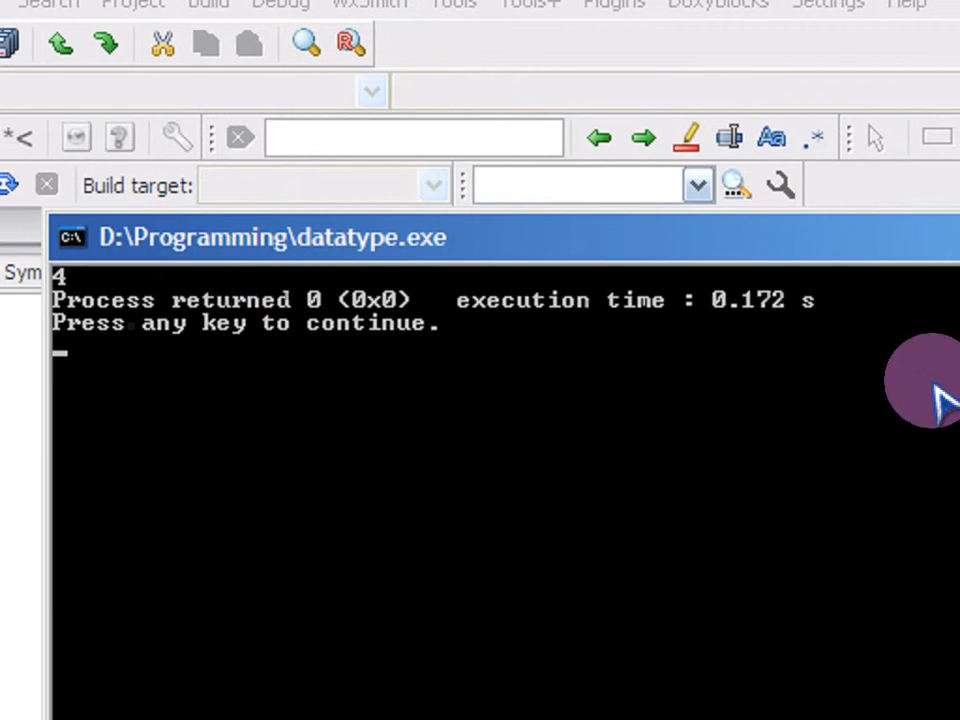 Search Project Build Debug wxSmith Tools Tools+ Plugins DoxyBlocks Settings Help
*<
Aa .*
Build target:
C:\ D:\Programming\datatype.exe
Sym
4
Process returned 0 (0x0) execution time : 0.172 s
Press any key to continue.